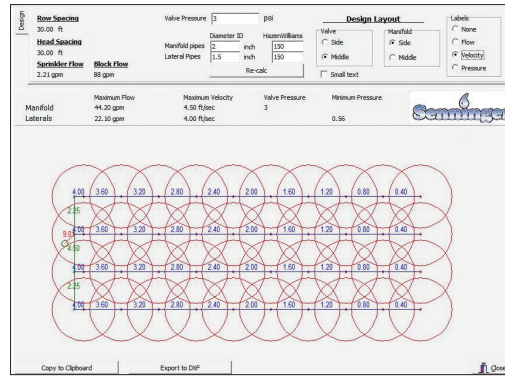 Design
Row Spacing
30.00 ft
Head Spacing
30.00 ft
Sprinkler Flow Block Flow
2.21 gpm 88 gpm
Valve Pressure 3 psi
Diameter ID HazenWilliams
Manifold pipes 2 inch 150
Lateral Pipes 1.5 inch 150
Re-calc
Design Layout
Valve
Side
Middle
Manifold
Side
Middle
Small text
Labels
None
Flow
Velocity
Pressure
Maximum Flow Maximum Velocity Valve Pressure Minimum Pressure
Manifold 44.20 gpm 4.50 ft/sec 3
Laterals 22.10 gpm 4.00 ft/sec 0.56
Senninger
4.00 3.60 3.20 2.80 2.40 2.00 1.60 1.20 0.80 0.40
2.25
4.00 3.60 3.20 2.80 2.40 2.00 1.60 1.20 0.80 0.40
4.50
4.00 3.60 3.20 2.80 2.40 2.00 1.60 1.20 0.80 0.40
2.25
4.00 3.60 3.20 2.80 2.40 2.00 1.60 1.20 0.80 0.40
Copy to Clipboard Export to DXF Close